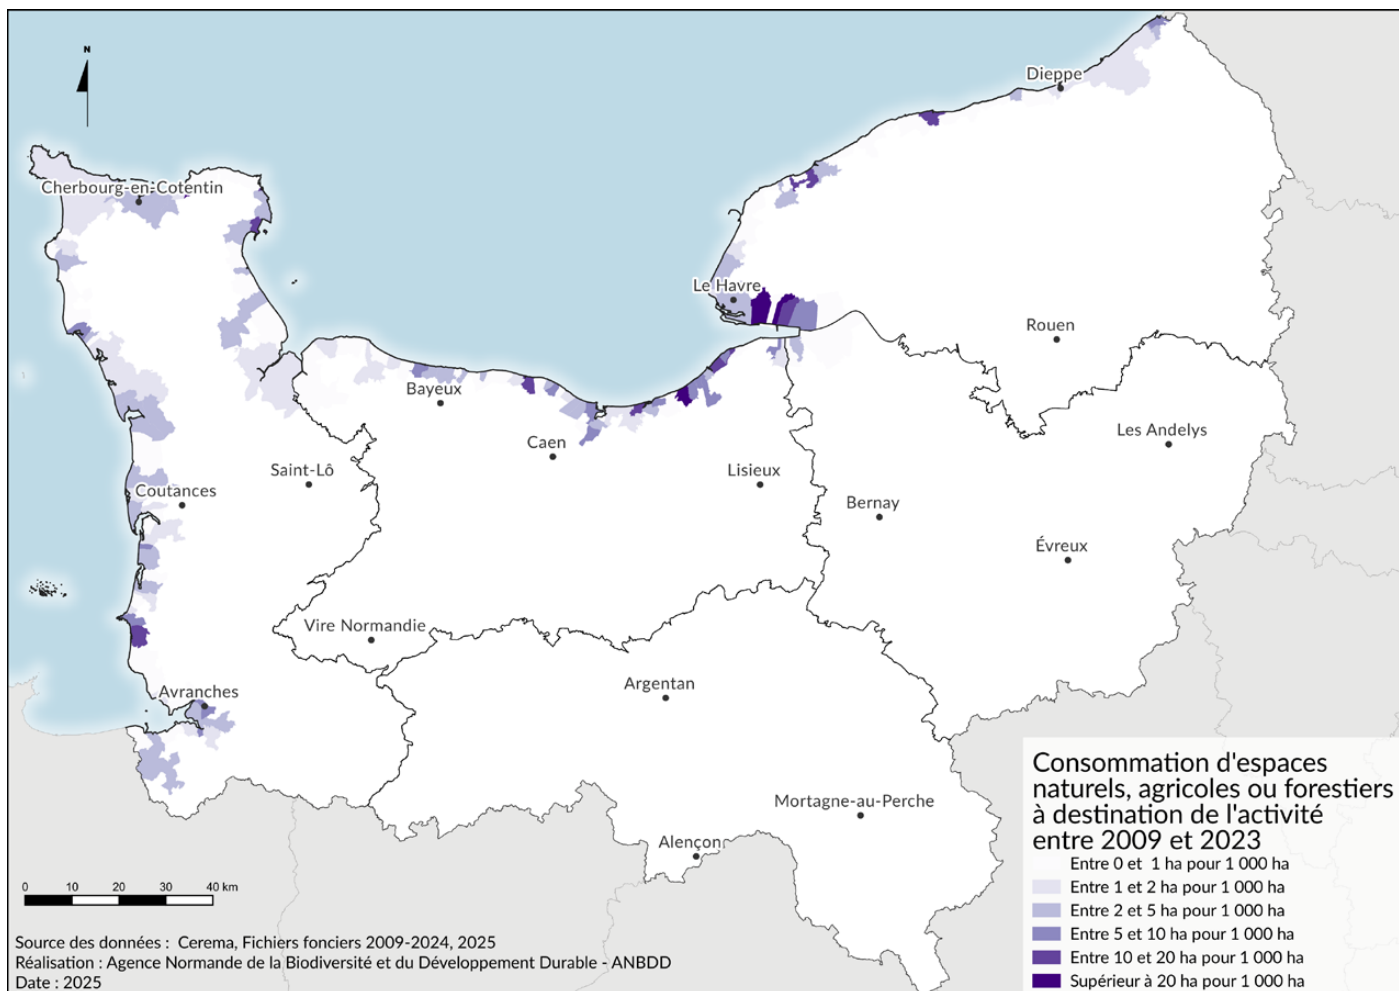 N
Dieppe
Cherbourg-en-Cotentin
Le Havre
Rouen
Bayeux
Les Andelys
Caen
Saint-Lô
Lisieux
Coutances
Bernay
Évreux
Vire Normandie
Argentan
Avranches
Mortagne-au-Perche
Alençon
Consommation d'espaces
naturels, agricoles ou forestiers
à destination de l'activité
entre 2009 et 2023
Entre 0 et 1 ha pour 1 000 ha
Entre 1 et 2 ha pour 1 000 ha
Entre 2 et 5 ha pour 1 000 ha
Entre 5 et 10 ha pour 1 000 ha
Entre 10 et 20 ha pour 1 000 ha
Supérieur à 20 ha pour 1 000 ha
0 10 20 30 40 km
Source des données : Cerema, Fichiers fonciers 2009-2024, 2025
Réalisation : Agence Normande de la Biodiversité et du Développement Durable - ANBDD
Date : 2025